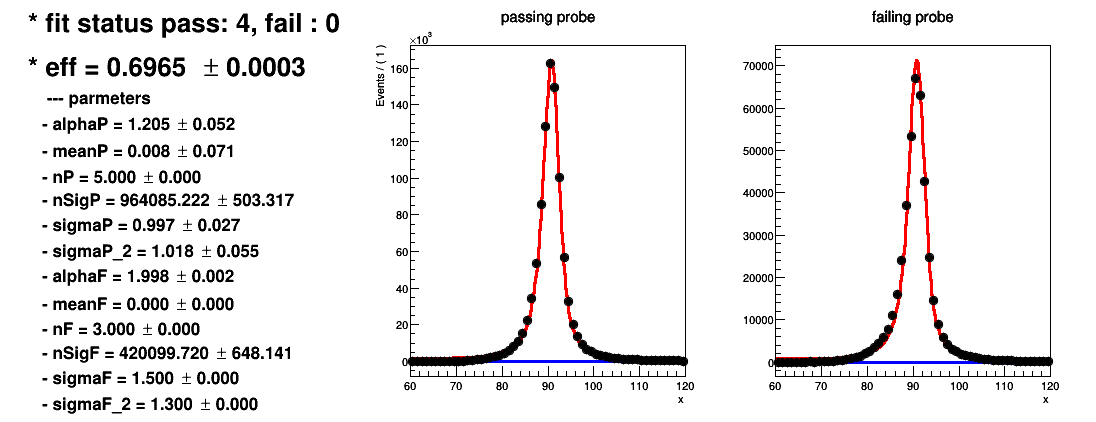 * fit status pass: 4, fail : 0
* eff = 0.6965 ± 0.0003
--- parmeters
- alphaP = 1.205 ± 0.052
- meanP = 0.008 ± 0.071
- nP = 5.000 ± 0.000
- nSigP = 964085.222 ± 503.317
- sigmaP = 0.997 ± 0.027
- sigmaP_2 = 1.018 ± 0.055
- alphaF = 1.998 ± 0.002
- meanF = 0.000 ± 0.000
- nF = 3.000 ± 0.000
- nSigF = 420099.720 ± 648.141
- sigmaF = 1.500 ± 0.000
- sigmaF_2 = 1.300 ± 0.000
passing probe
×10³
Events / ( 1 )
160
140
120
100
80
60
40
20
0
60 70 80 90 100 110 120
x
failing probe
70000
60000
50000
40000
30000
20000
10000
0
60 70 80 90 100 110 120
x